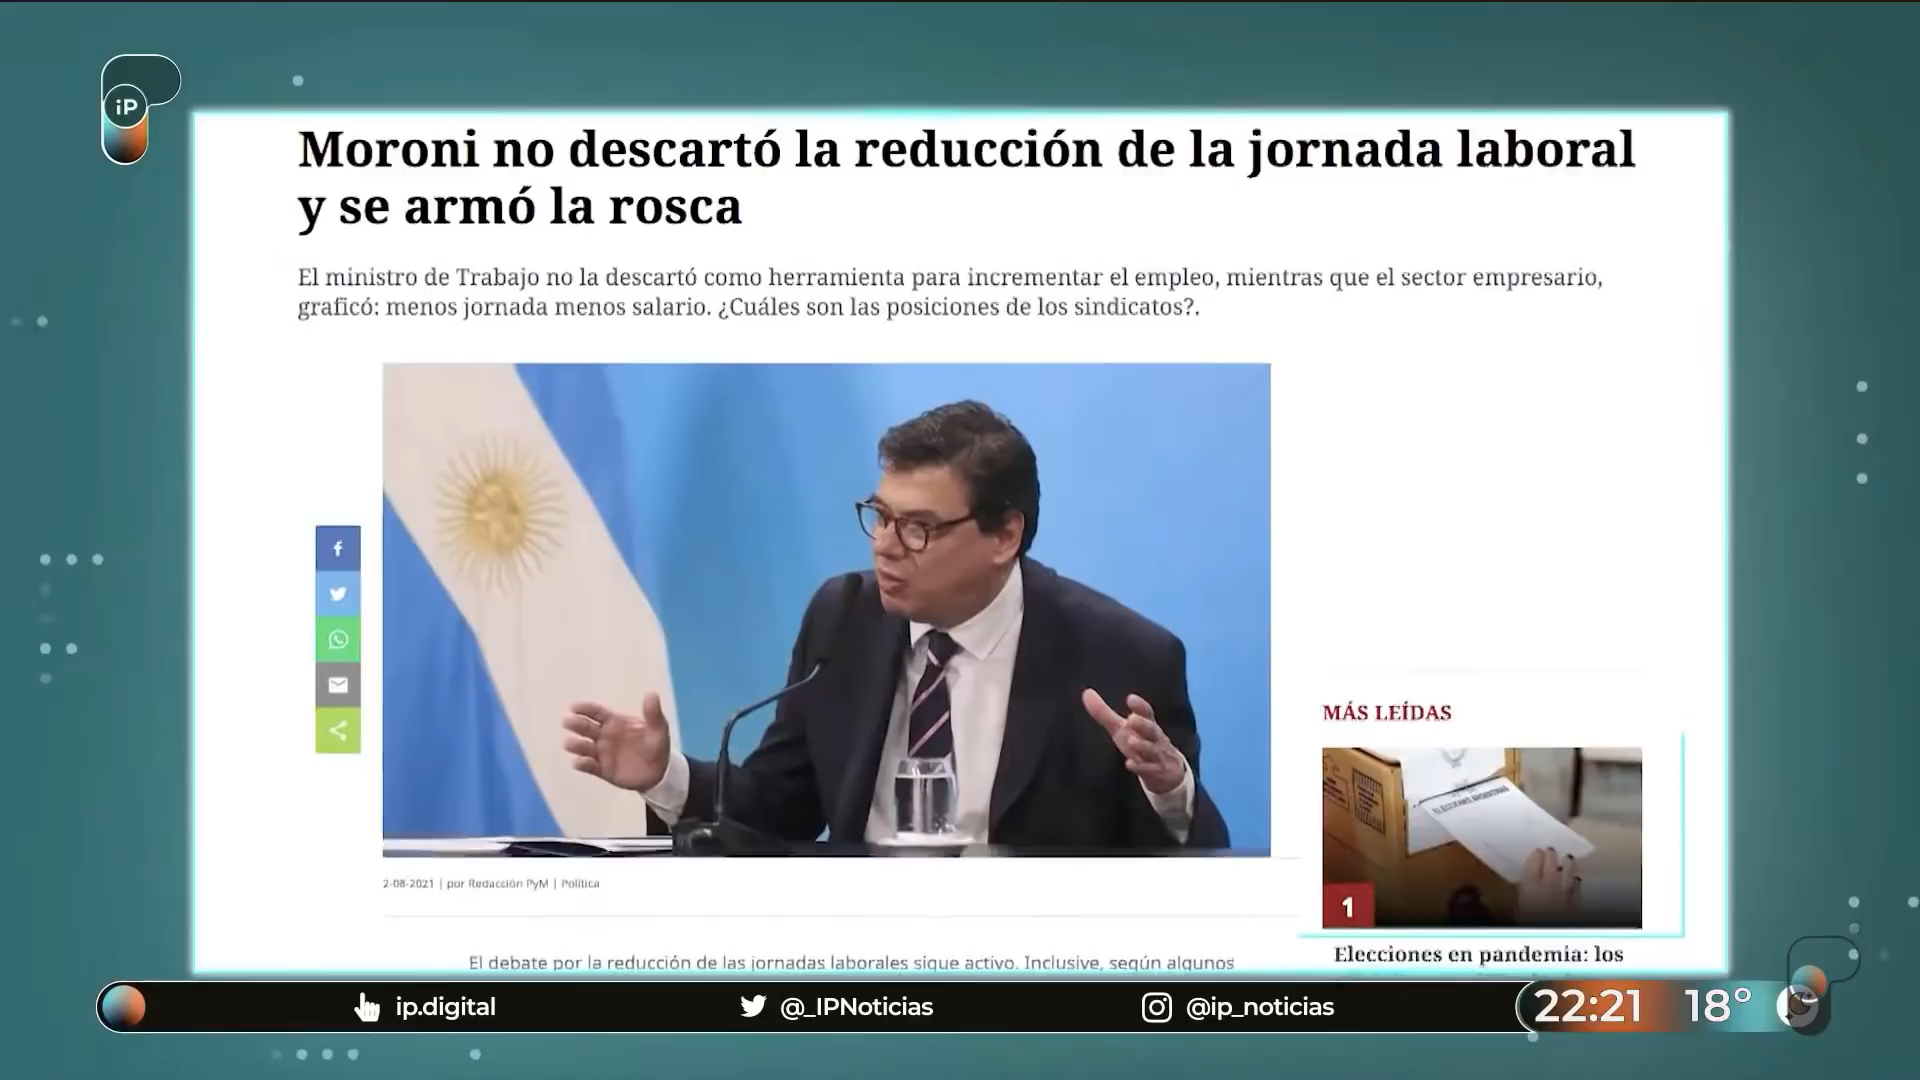 iP
Moroni no descartó la reducción de la jornada laboral
y se armó la rosca
El ministro de Trabajo no la descartó como herramienta para incrementar el empleo, mientras que el sector empresario,
graficó: menos jornada menos salario. ¿Cuáles son las posiciones de los sindicatos?.
MÁS LEÍDAS
ELECCIONES ARGENTINAS
1
2-08-2021 | por Redacción PyM | Política
Elecciones en pandemia: los
El debate por la reducción de las jornadas laborales sigue activo. Inclusive, según algunos
ip.digital
@_IPNoticias
@ip_noticias
22:21
18°